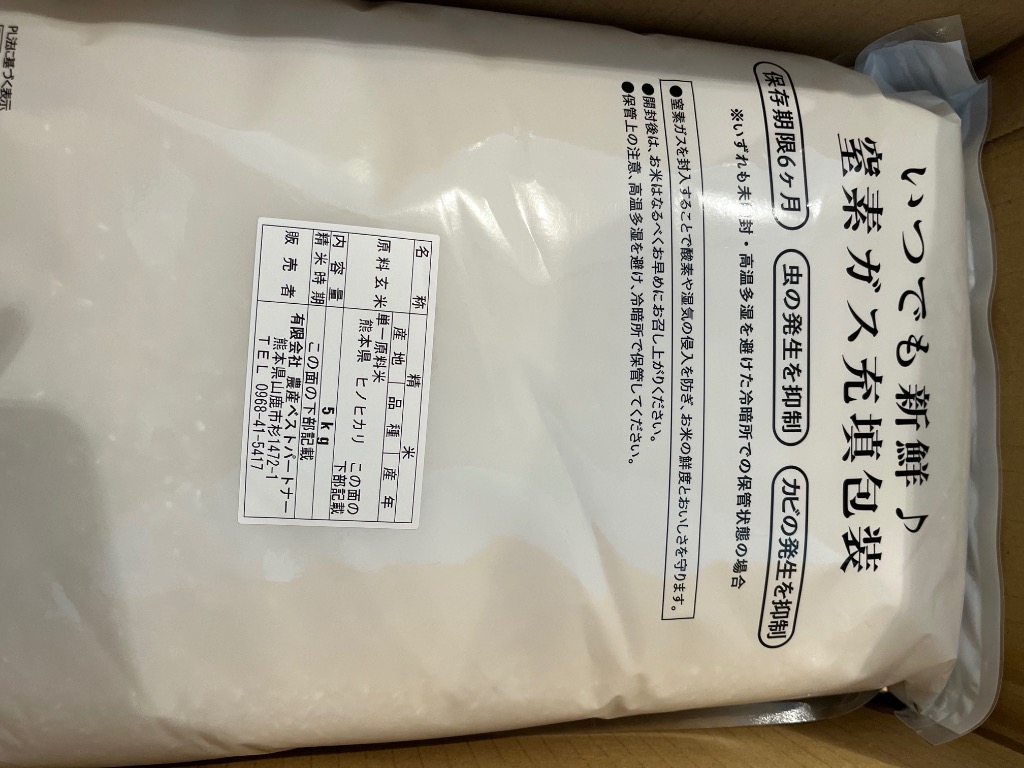 いつでも新鮮♪
窒素ガス充填包装
保存期限6ヶ月 虫の発生を抑制 カビの発生を抑制
※いずれも未 封・高温多湿を避けた冷暗所での保管状態の場合
●窒素ガスを封入することで酸素や湿気の侵入を防ぎ、お米の鮮度とおいしさを守ります。
●開封後は、お米はなるべくお早めにお召し上がりください。
●保管上の注意、高温多湿を避け、冷暗所で保管してください。
名称 精米
原料玄米 産地 品種 産年
単一原料米
熊本県 ヒノヒカリ この面の下部記載
内容量 5kg
精米時期 この面の下部記載
販売者 有限会社 農産ベストパートナー
熊本県山鹿市杉1472-1
TEL 0968-41-5417
PL法に基づく表示